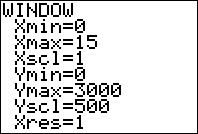 WINDOW
Xmin=0
Xmax=15
Xscl=1
Ymin=0
Ymax=3000
Yscl=500
Xres=1